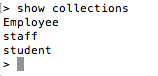 > show collections
Employee
staff
student
>